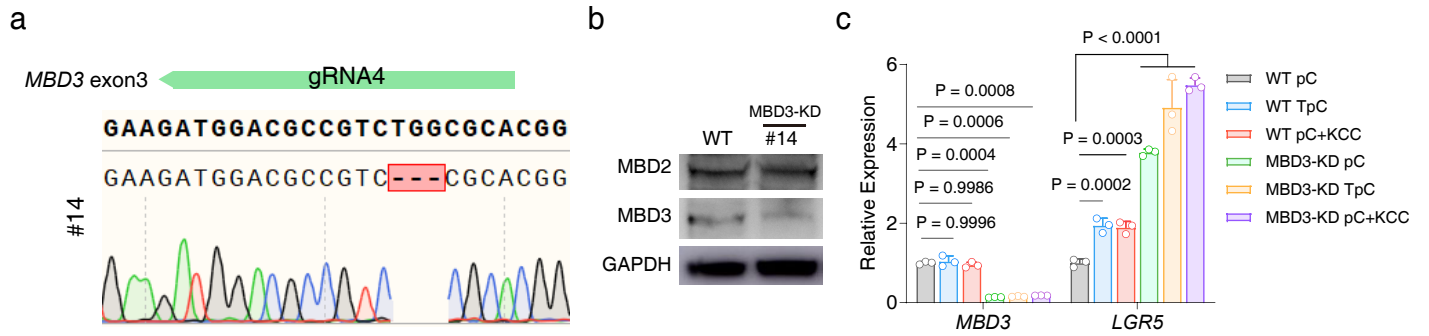 a
MBD3 exon3
gRNA4
GAAGATGGACGCCGTCTGGCGCACGG
GAAGATGGACGCCGTC---CGCACGG
#14
b
MBD3-KD
WT #14
MBD2
MBD3
GAPDH
c
Relative Expression
6
4
2
0
P < 0.0001
P = 0.0008
P = 0.0006
P = 0.0004
P = 0.9986
P = 0.9996
P = 0.0003
P = 0.0002
MBD3 LGR5
WT pC
WT TpC
WT pC+KCC
MBD3-KD pC
MBD3-KD TpC
MBD3-KD pC+KCC